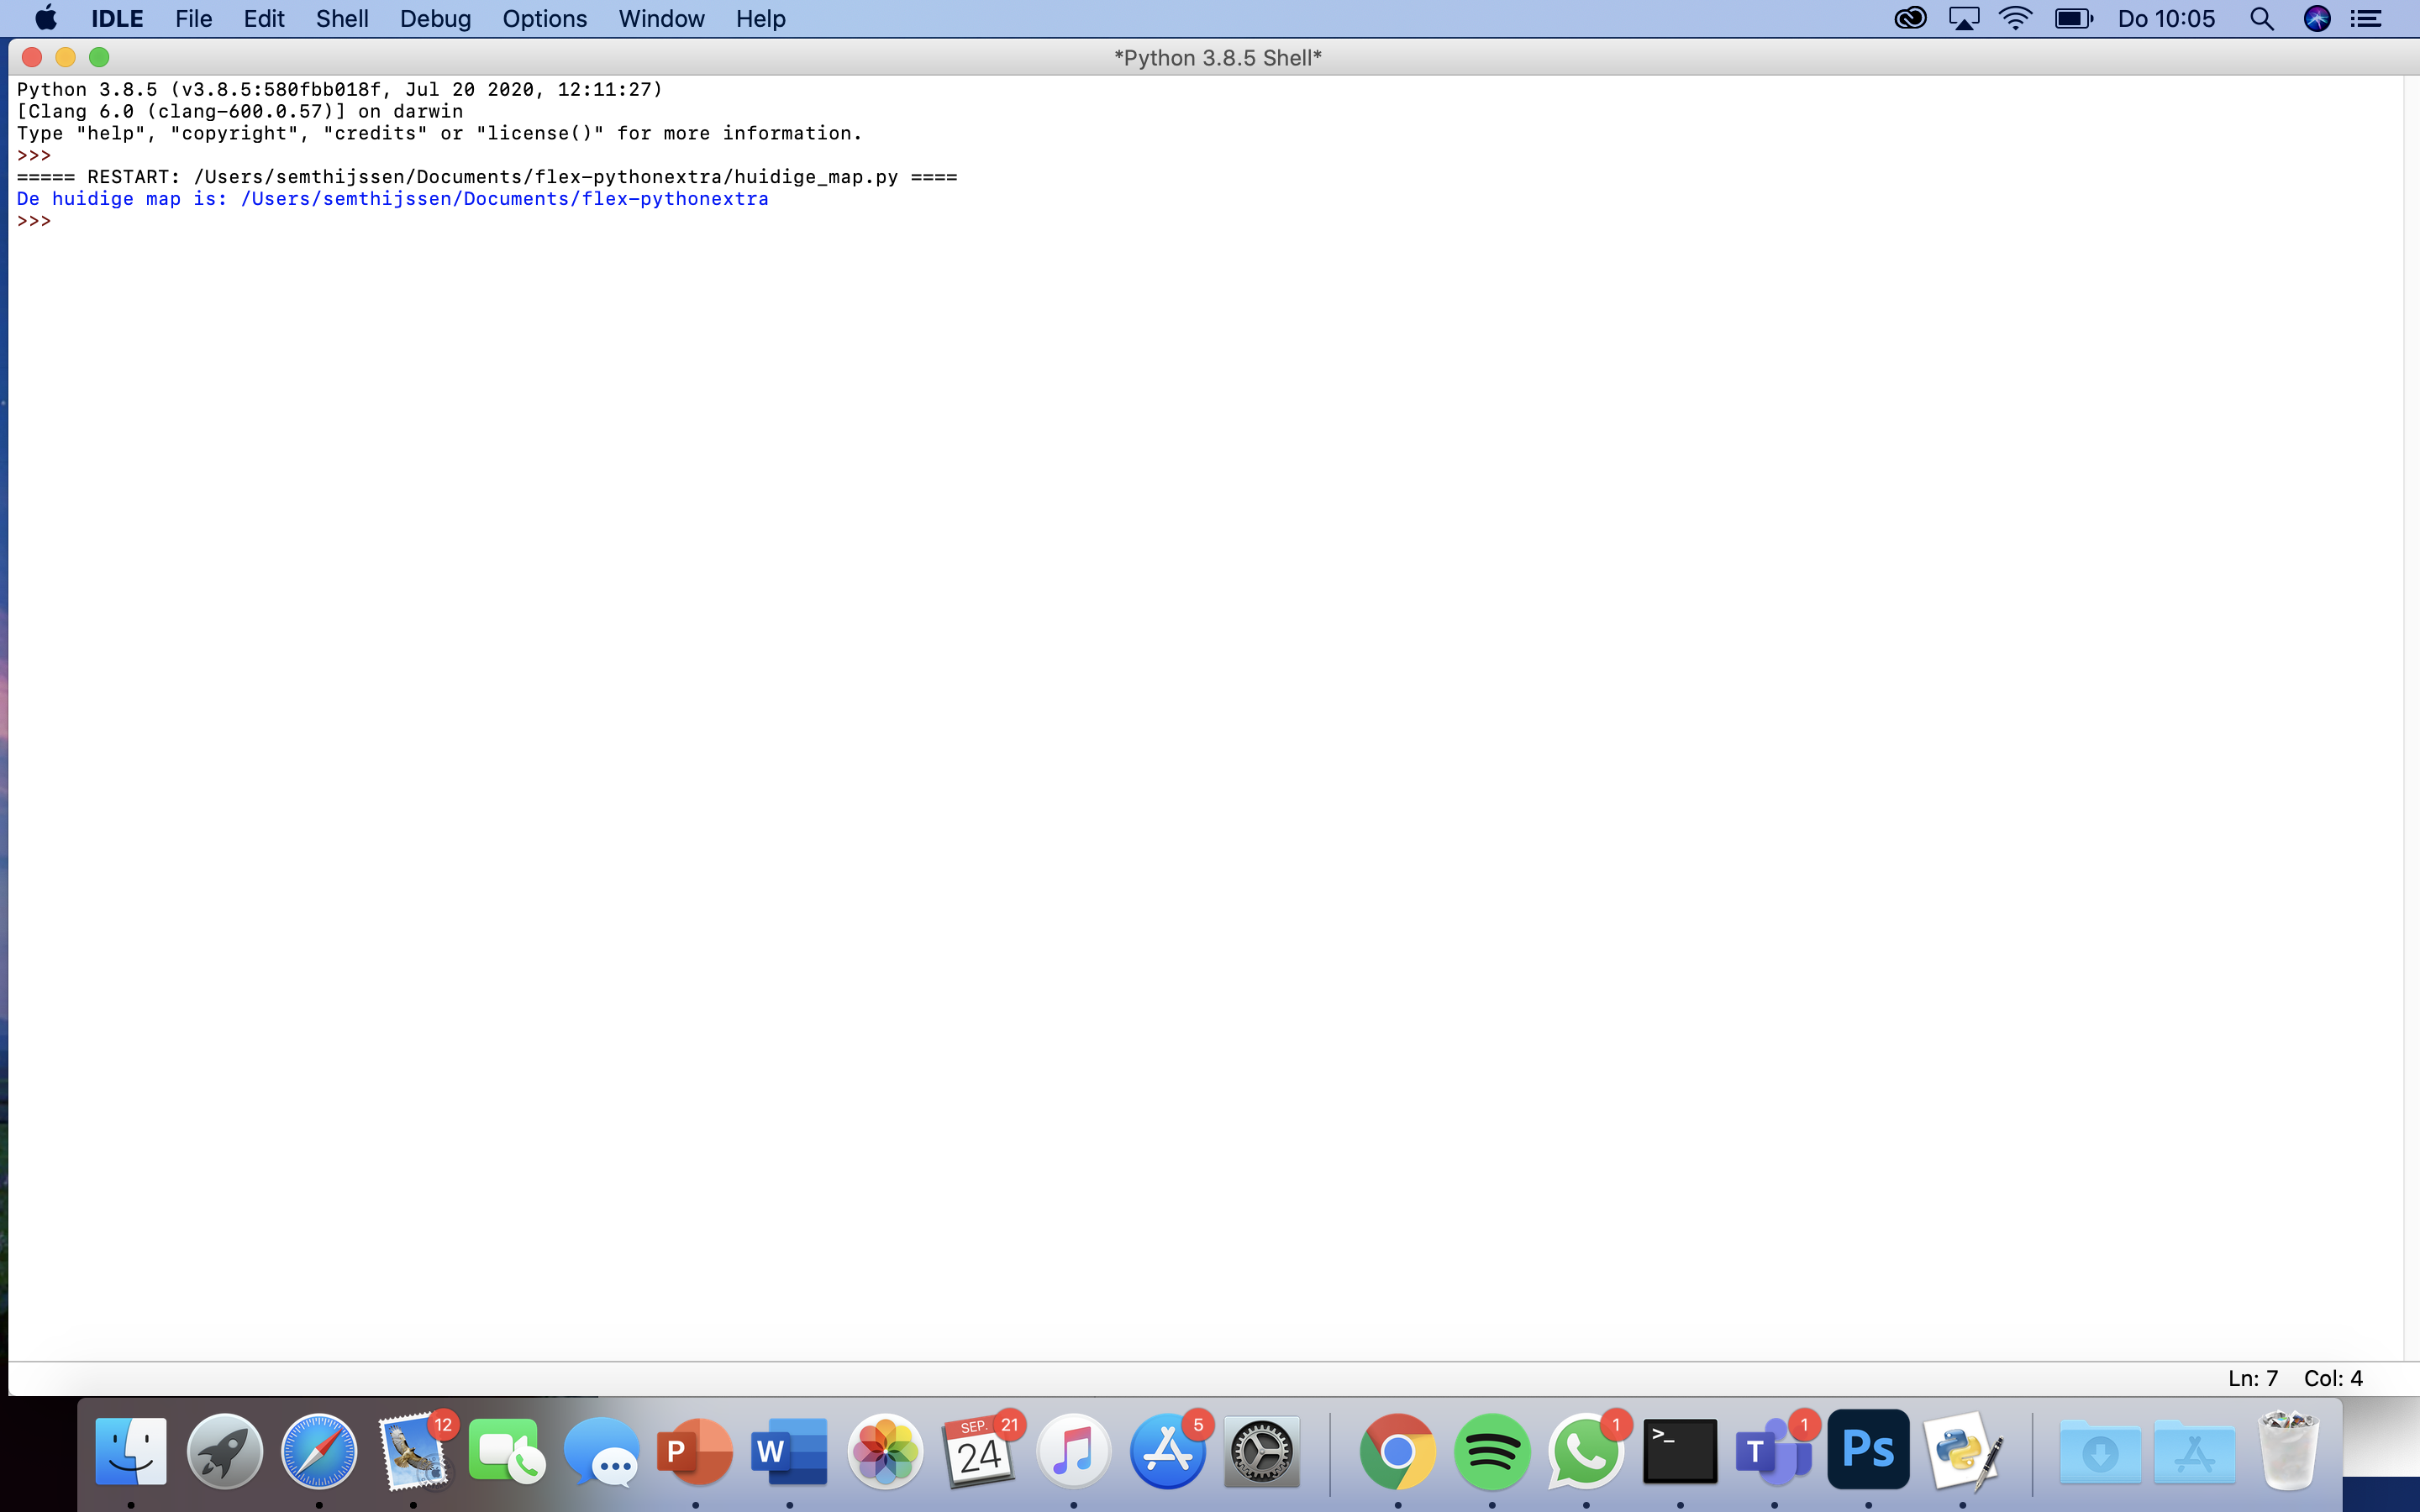 IDLE File Edit Shell Debug Options Window Help Do 10:05
*Python 3.8.5 Shell*
Python 3.8.5 (v3.8.5:580fbb018f, Jul 20 2020, 12:11:27)
[Clang 6.0 (clang-600.0.57)] on darwin
Type "help", "copyright", "credits" or "license()" for more information.
>>>
===== RESTART: /Users/semthijssen/Documents/flex-pythonextra/huidige_map.py ====
De huidige map is: /Users/semthijssen/Documents/flex-pythonextra
>>>
Ln: 7 Col: 4
12 P W SEP. 24 21 5 1 >_ T 1 Ps